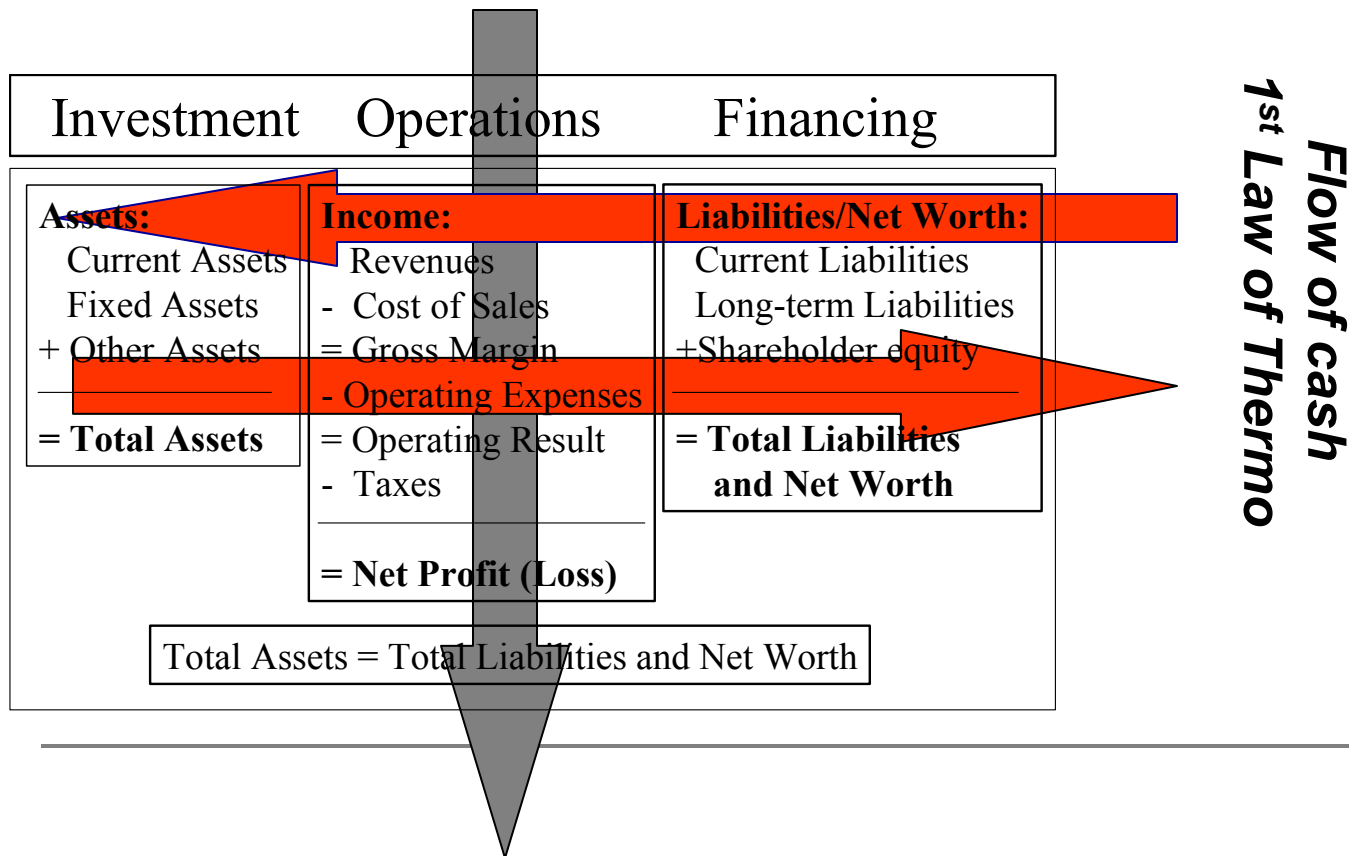 Investment Operations Financing
Assets:
Current Assets
Fixed Assets
+ Other Assets
= Total Assets
Income:
Revenues
- Cost of Sales
= Gross Margin
- Operating Expenses
= Operating Result
- Taxes
= Net Profit (Loss)
Liabilities/Net Worth:
Current Liabilities
Long-term Liabilities
+Shareholder equity
= Total Liabilities
and Net Worth
Total Assets = Total Liabilities and Net Worth
Flow of cash
1st Law of Thermo